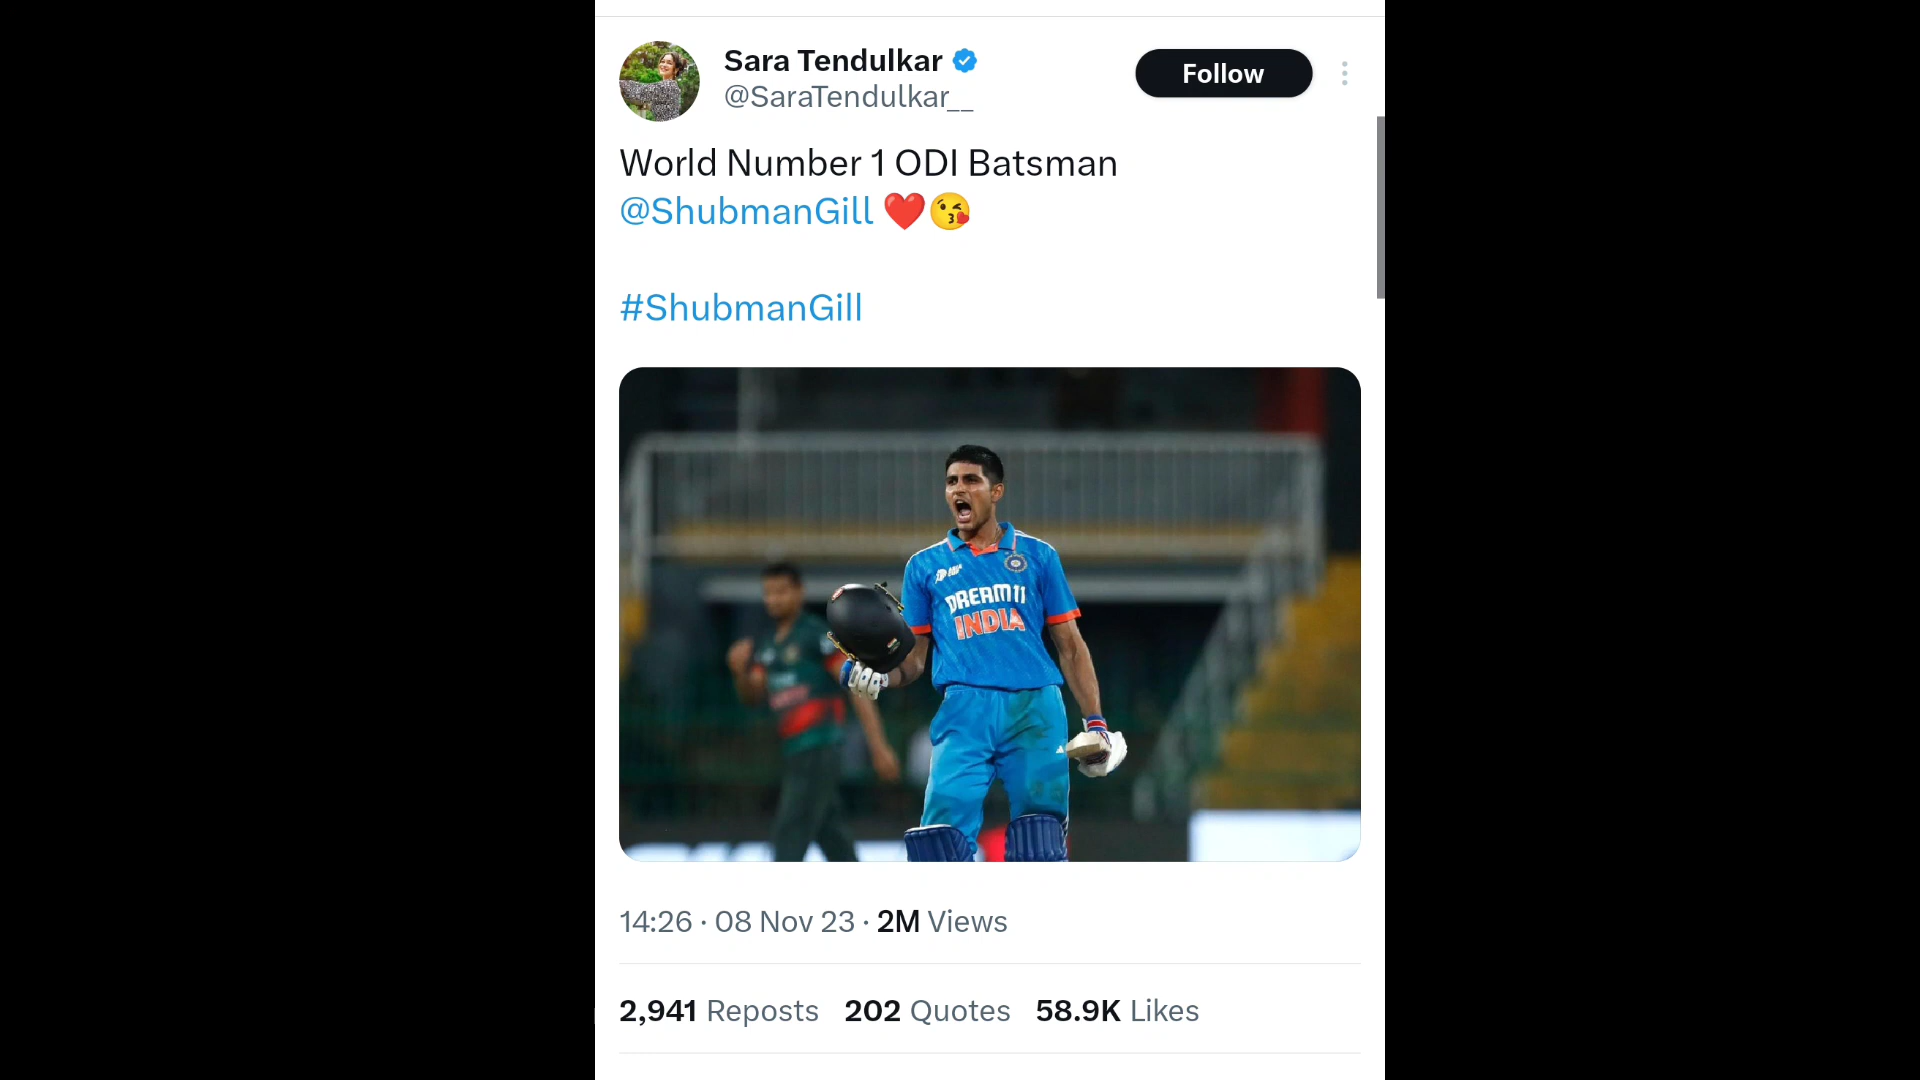 Sara Tendulkar
@SaraTendulkar__
Follow
World Number 1 ODI Batsman
@ShubmanGill ❤️😘
#ShubmanGill
DREAM11
INDIA
14:26 · 08 Nov 23 · 2M Views
2,941 Reposts 202 Quotes 58.9K Likes